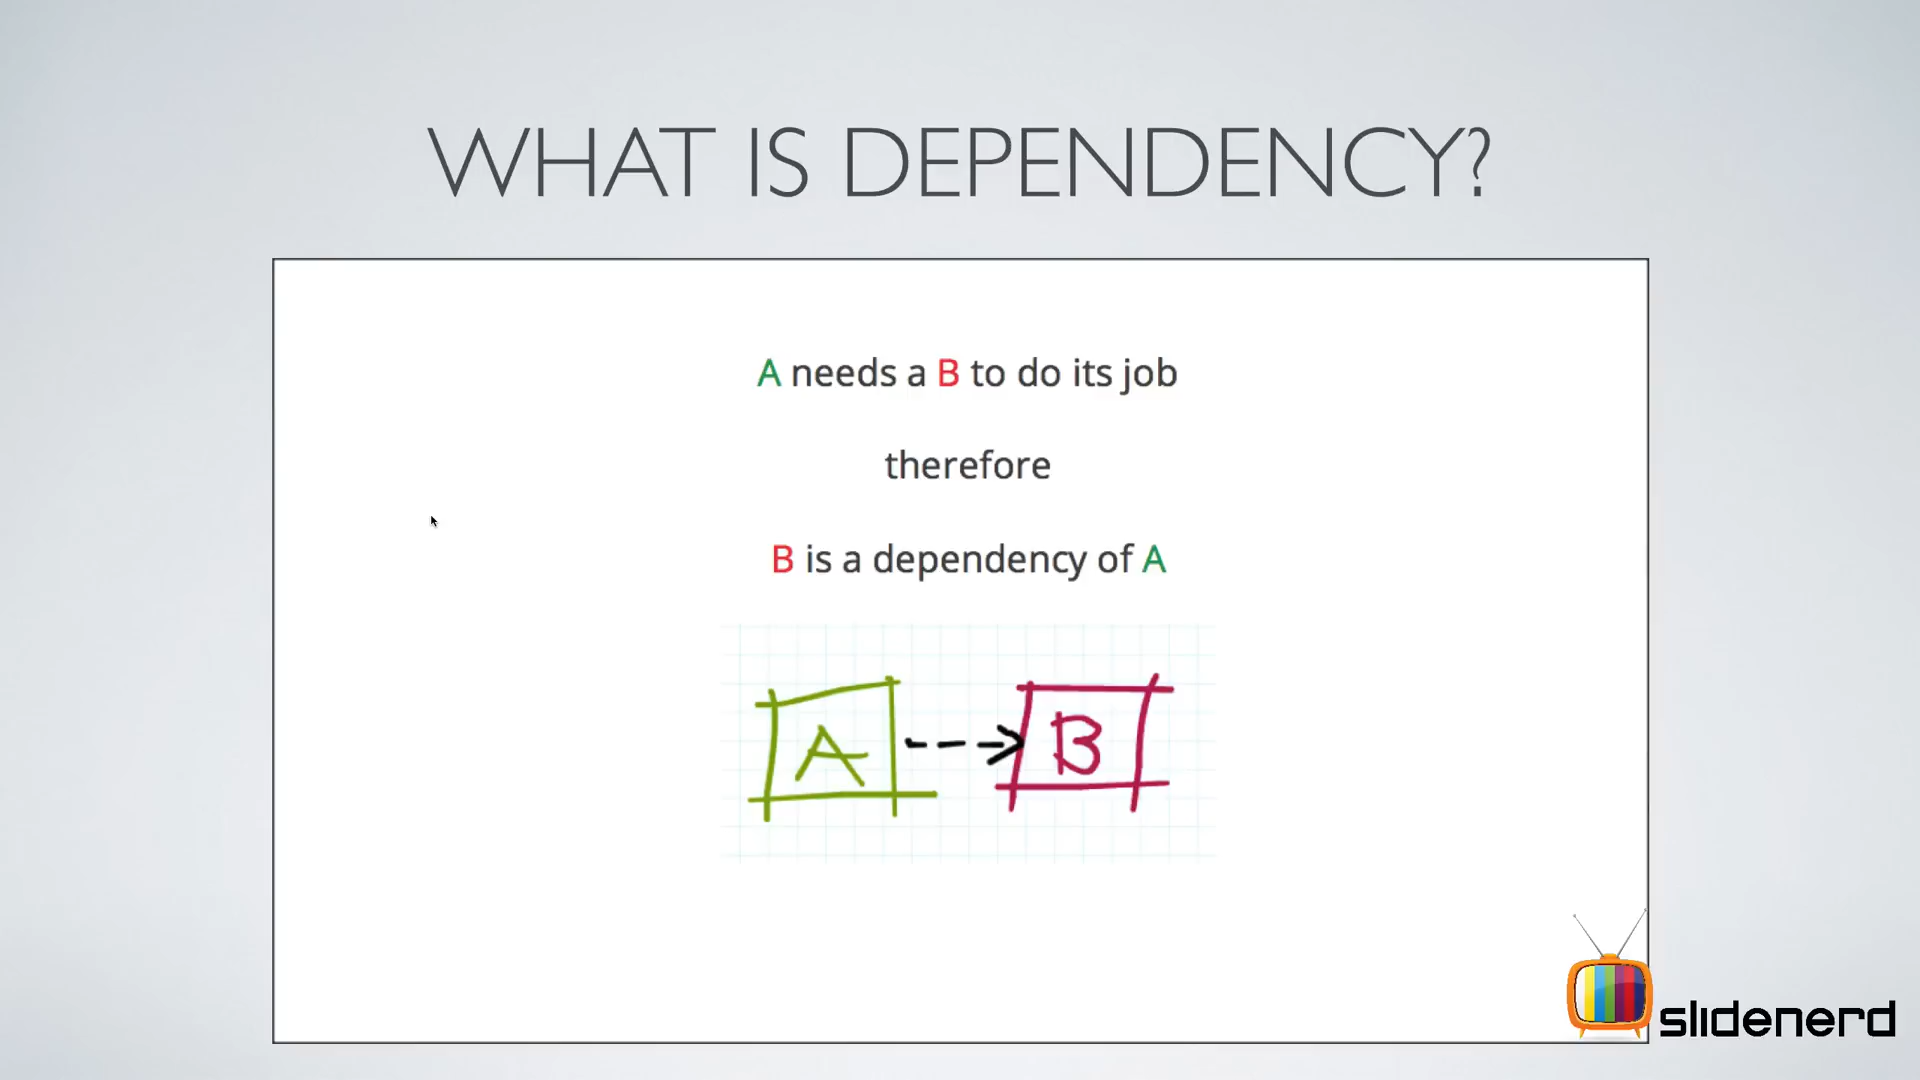 WHAT IS DEPENDENCY?
A needs a B to do its job
therefore
B is a dependency of A
A
B
slidenerd